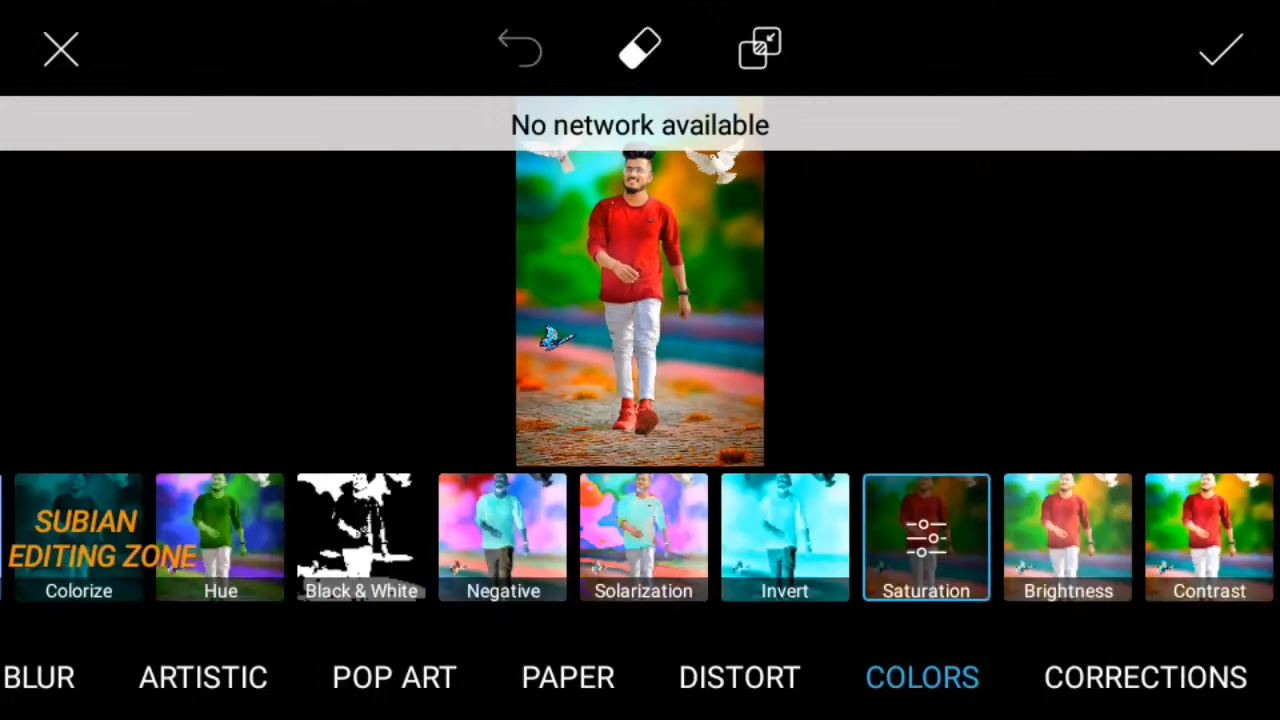 No network available
SUBIAN
EDITING ZONE
Colorize
Hue
Black & White
Negative
Solarization
Invert
Saturation
Brightness
Contrast
BLUR
ARTISTIC
POP ART
PAPER
DISTORT
COLORS
CORRECTIONS